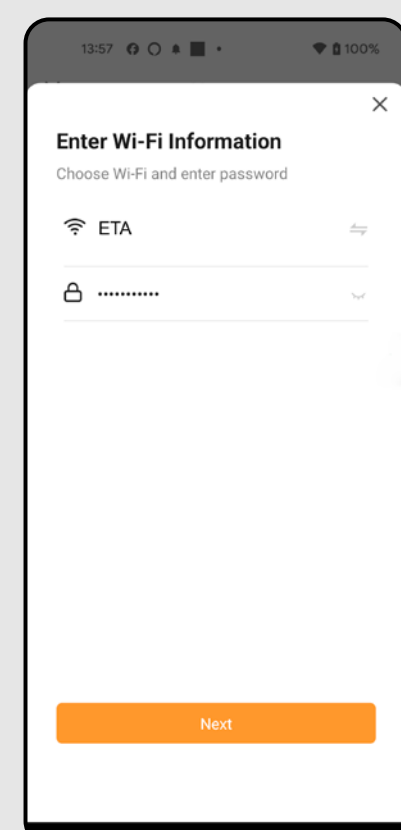 13:57 100%
Enter Wi-Fi Information
Choose Wi-Fi and enter password
ETA
•••••••••••
Next